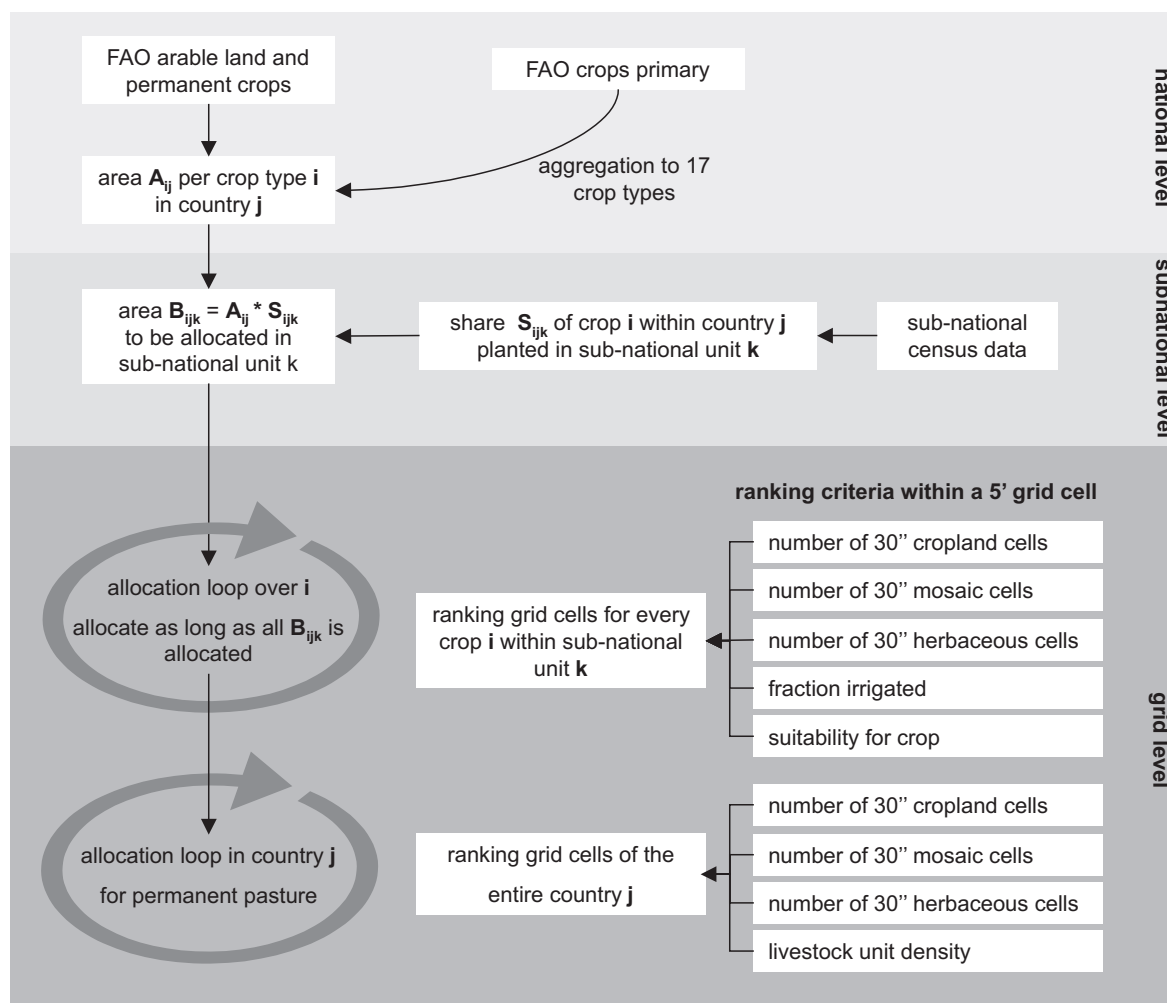 FAO arable land and
permanent crops
FAO crops primary
aggregation to 17
crop types
area Aij per crop type i
in country j
national level
area Bijk = Aij * Sijk
to be allocated in
sub-national unit k
share Sijk of crop i within country j
planted in sub-national unit k
sub-national
census data
subnational level
allocation loop over i
allocate as long as all Bijk is
allocated
ranking grid cells for every
crop i within sub-national
unit k
ranking criteria within a 5' grid cell
number of 30'' cropland cells
number of 30'' mosaic cells
number of 30'' herbaceous cells
fraction irrigated
suitability for crop
allocation loop in country j
for permanent pasture
ranking grid cells of the
entire country j
number of 30'' cropland cells
number of 30'' mosaic cells
number of 30'' herbaceous cells
livestock unit density
grid level